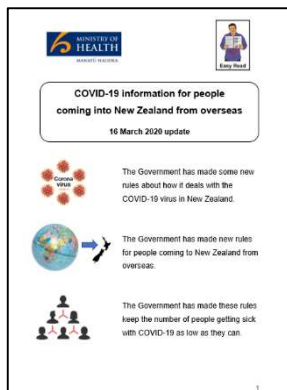 MINISTRY OF
HEALTH
MANATŪ HAUORA
Easy Read
COVID-19 information for people
coming into New Zealand from overseas
16 March 2020 update
Corona
virus
The Government has made some new
rules about how it deals with the
COVID-19 virus in New Zealand.
The Government has made new rules
for people coming to New Zealand from
overseas.
The Government has made these rules
keep the number of people getting sick
with COVID-19 as low as they can.
1